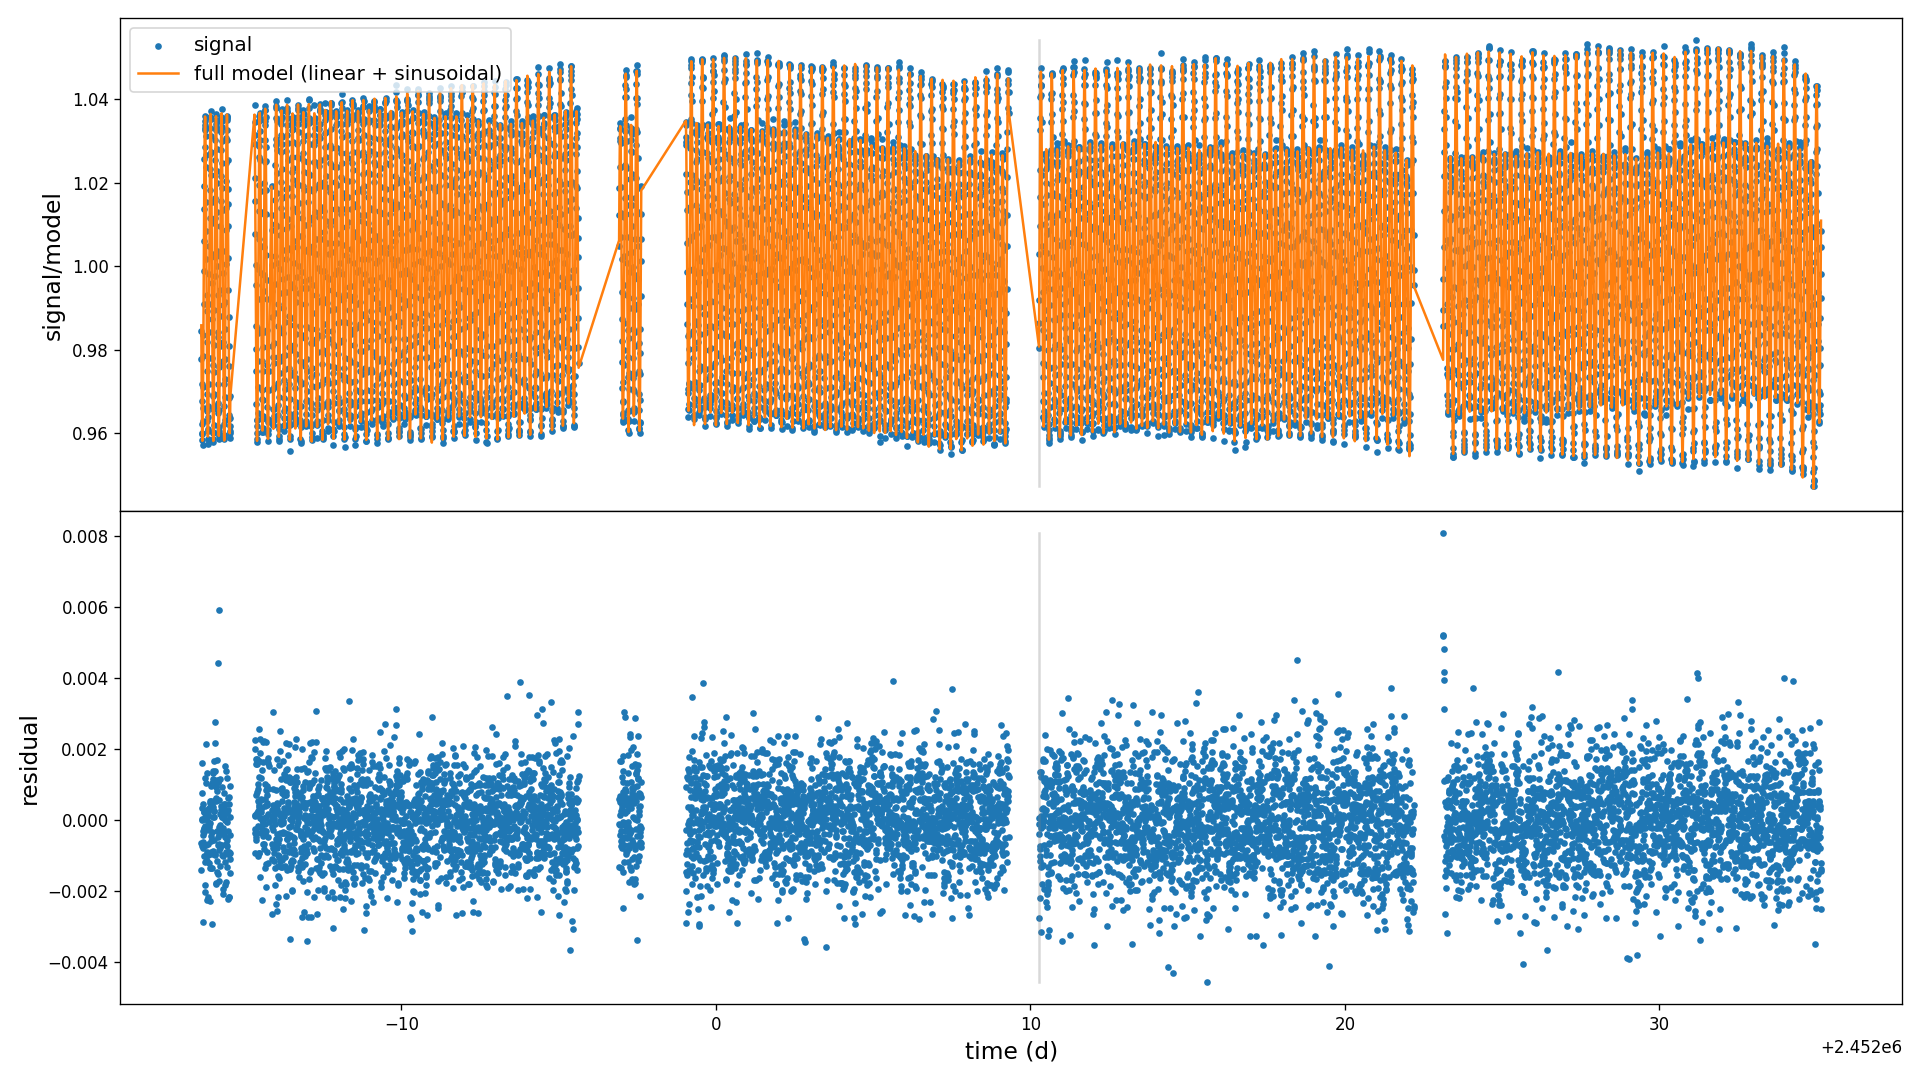 signal
full model (linear + sinusoidal)
signal/model
1.04
1.02
1.00
0.98
0.96
residual
0.008
0.006
0.004
0.002
0.000
−0.002
−0.004
−10
0
10
20
30
time (d)
+2.452e6